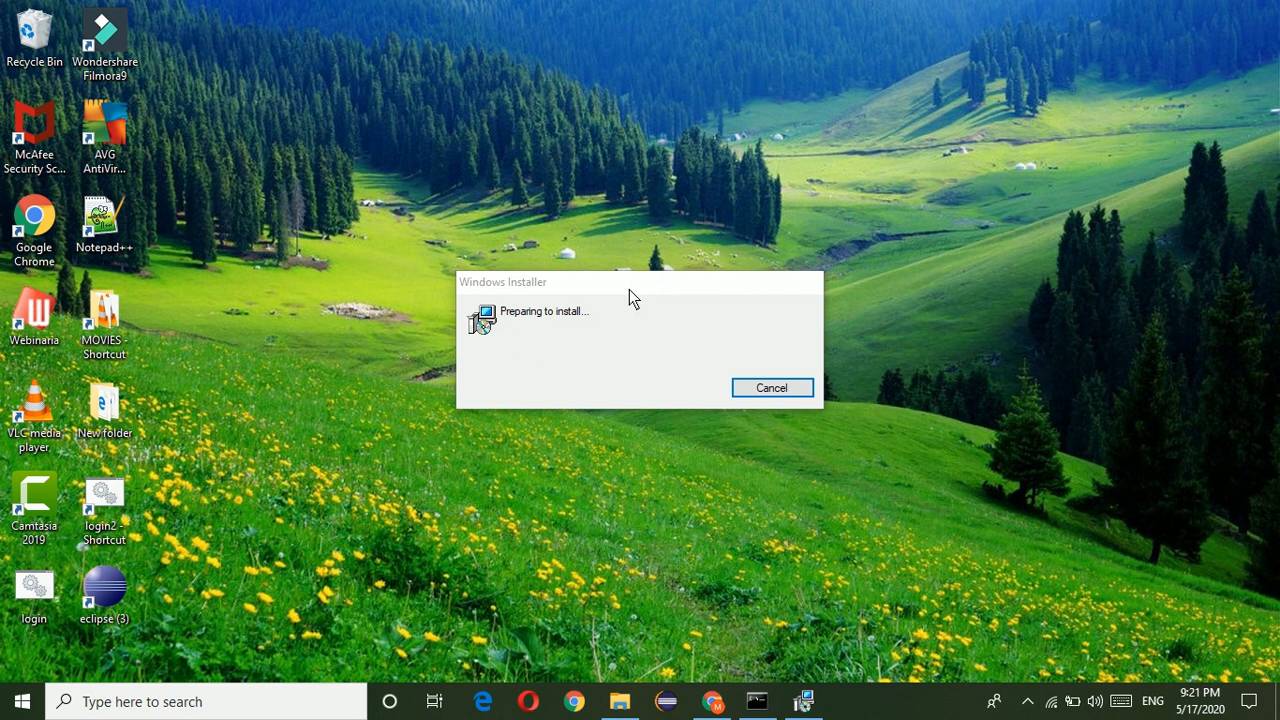 Recycle Bin
Wondershare
Filmora9
McAfee
Security Sc...
AVG
AntiVir...
Google
Chrome
Notepad++
Webinaria
MOVIES -
Shortcut
VLC media
player
New folder
Camtasia
2019
login2 -
Shortcut
login
eclipse (3)
Windows Installer
Preparing to install...
Cancel
Type here to search
ENG
9:21 PM
5/17/2020